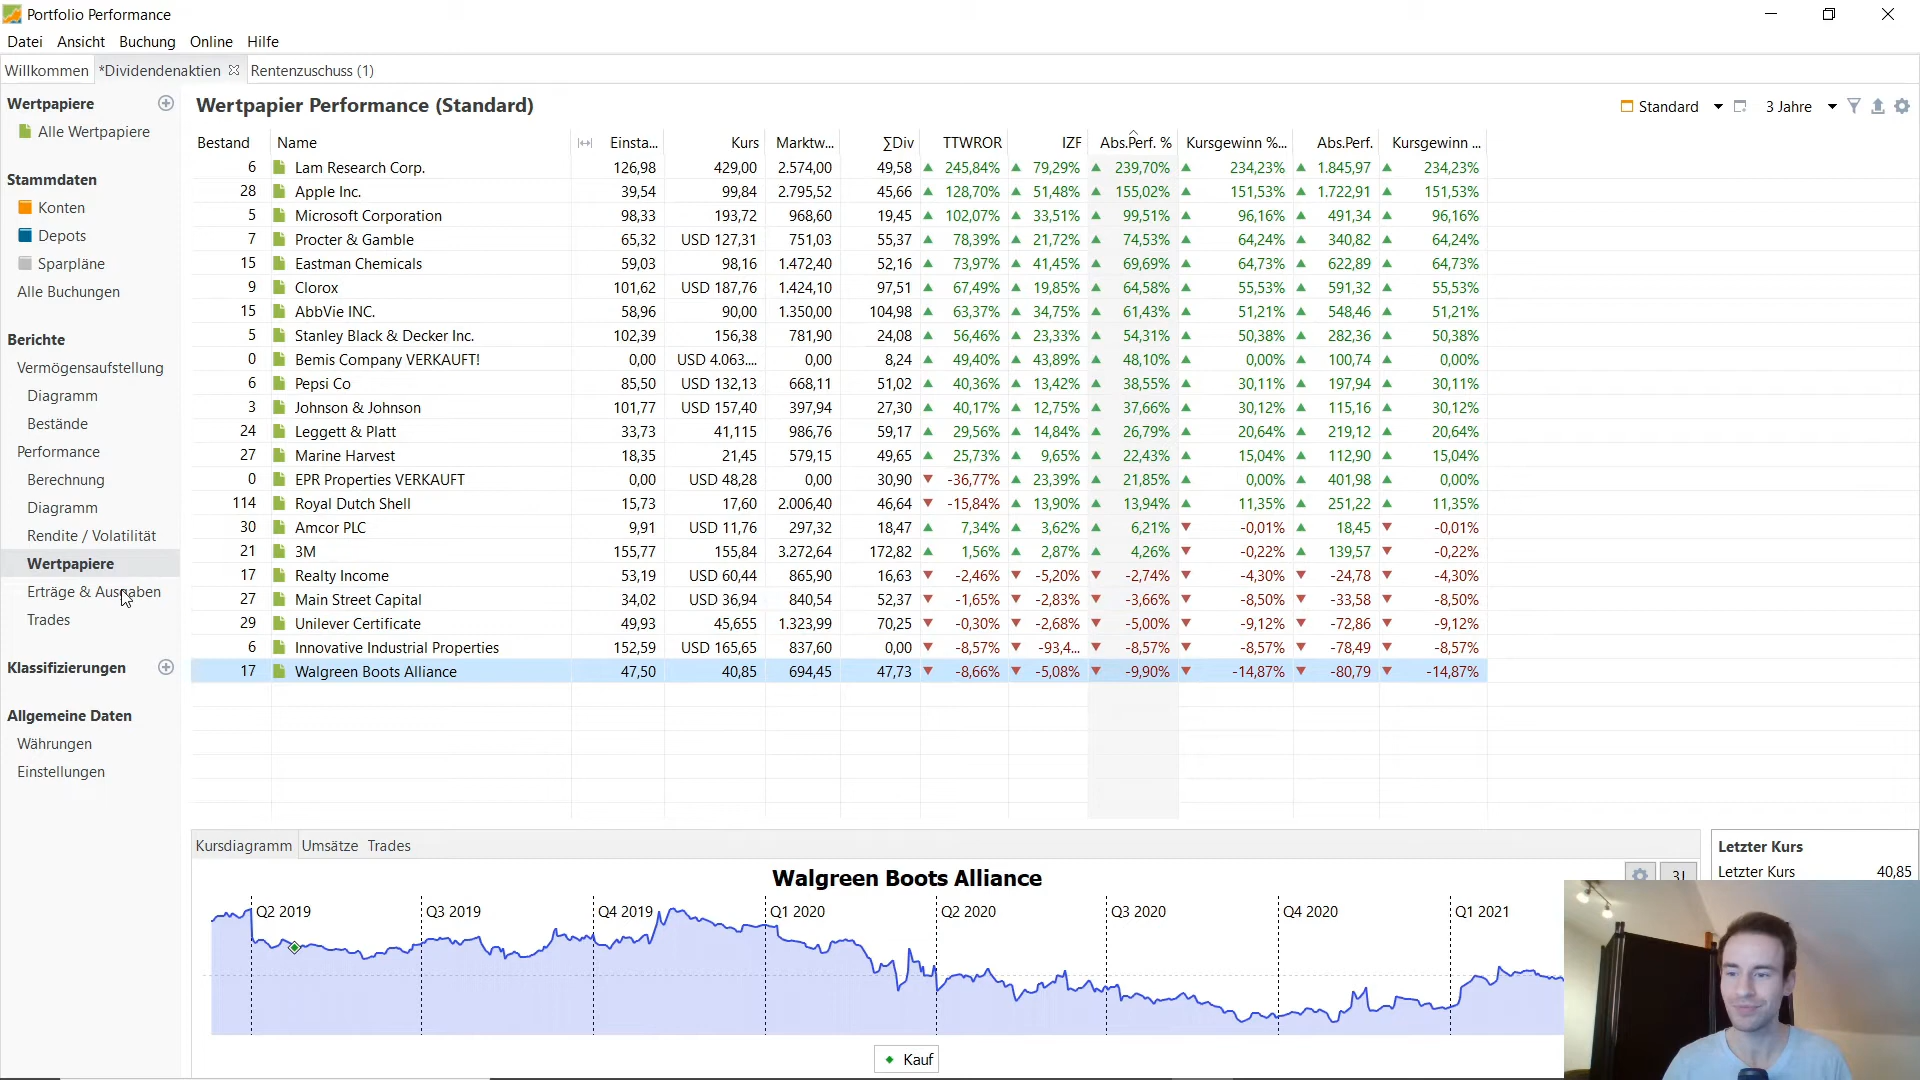 Portfolio Performance
Datei Ansicht Buchung Online Hilfe
Willkommen *Dividendenaktien Rentenzuschuss (1)
Wertpapiere
Alle Wertpapiere
Stammdaten
Konten
Depots
Sparpläne
Alle Buchungen
Berichte
Vermögensaufstellung
Diagramm
Bestände
Performance
Berechnung
Diagramm
Rendite / Volatilität
Wertpapiere
Erträge & Ausgaben
Trades
Klassifizierungen
Allgemeine Daten
Währungen
Einstellungen
Wertpapier Performance (Standard)
Standard 3 Jahre
Bestand Name Einsta... Kurs Marktw... ∑Div TTWROR IZF Abs.Perf. % Kursgewinn %... Abs.Perf. Kursgewinn ...
6 Lam Research Corp. 126,98 429,00 2.574,00 49,58 245,84% 79,29% 239,70% 234,23% 1.845,97 234,23%
28 Apple Inc. 39,54 99,84 2.795,52 45,66 128,70% 51,48% 155,02% 151,53% 1.722,91 151,53%
5 Microsoft Corporation 98,33 193,72 968,60 19,45 102,07% 33,51% 99,51% 96,16% 491,34 96,16%
7 Procter & Gamble 65,32 USD 127,31 751,03 55,37 78,39% 21,72% 74,53% 64,24% 340,82 64,24%
15 Eastman Chemicals 59,03 98,16 1.472,40 52,16 73,97% 41,45% 69,69% 64,73% 622,89 64,73%
9 Clorox 101,62 USD 187,76 1.424,10 97,51 67,49% 19,85% 64,58% 55,53% 591,32 55,53%
15 AbbVie INC. 58,96 90,00 1.350,00 104,98 63,37% 34,75% 61,43% 51,21% 548,46 51,21%
5 Stanley Black & Decker Inc. 102,39 156,38 781,90 24,08 56,46% 23,33% 54,31% 50,38% 282,36 50,38%
0 Bemis Company VERKAUFT! 0,00 USD 4.063.... 0,00 8,24 49,40% 43,89% 48,10% 0,00% 100,74 0,00%
6 Pepsi Co 85,50 USD 132,13 668,11 51,02 40,36% 13,42% 38,55% 30,11% 197,94 30,11%
3 Johnson & Johnson 101,77 USD 157,40 397,94 27,30 40,17% 12,75% 37,66% 30,12% 115,16 30,12%
24 Leggett & Platt 33,73 41,115 986,76 59,17 29,56% 14,84% 26,79% 20,64% 219,12 20,64%
27 Marine Harvest 18,35 21,45 579,15 49,65 25,73% 9,65% 22,43% 15,04% 112,90 15,04%
0 EPR Properties VERKAUFT 0,00 USD 48,28 0,00 30,90 -36,77% 23,39% 21,85% 0,00% 401,98 0,00%
114 Royal Dutch Shell 15,73 17,60 2.006,40 46,64 -15,84% 13,90% 13,94% 11,35% 251,22 11,35%
30 Amcor PLC 9,91 USD 11,76 297,32 18,47 7,34% 3,62% 6,21% -0,01% 18,45 -0,01%
21 3M 155,77 155,84 3.272,64 172,82 1,56% 2,87% 4,26% -0,22% 139,57 -0,22%
17 Realty Income 53,19 USD 60,44 865,90 16,63 -2,46% -5,20% -2,74% -4,30% -24,78 -4,30%
27 Main Street Capital 34,02 USD 36,94 840,54 52,37 -1,65% -2,83% -3,66% -8,50% -33,58 -8,50%
29 Unilever Certificate 49,93 45,655 1.323,99 70,25 -0,30% -2,68% -5,00% -9,12% -72,86 -9,12%
6 Innovative Industrial Properties 152,59 USD 165,65 837,60 0,00 -8,57% -93,4... -8,57% -8,57% -78,49 -8,57%
17 Walgreen Boots Alliance 47,50 40,85 694,45 47,73 -8,66% -5,08% -9,90% -14,87% -80,79 -14,87%
Kursdiagramm Umsätze Trades
Walgreen Boots Alliance
Q2 2019 Q3 2019 Q4 2019 Q1 2020 Q2 2020 Q3 2020 Q4 2020 Q1 2021
Kauf
Letzter Kurs
Letzter Kurs 40,85